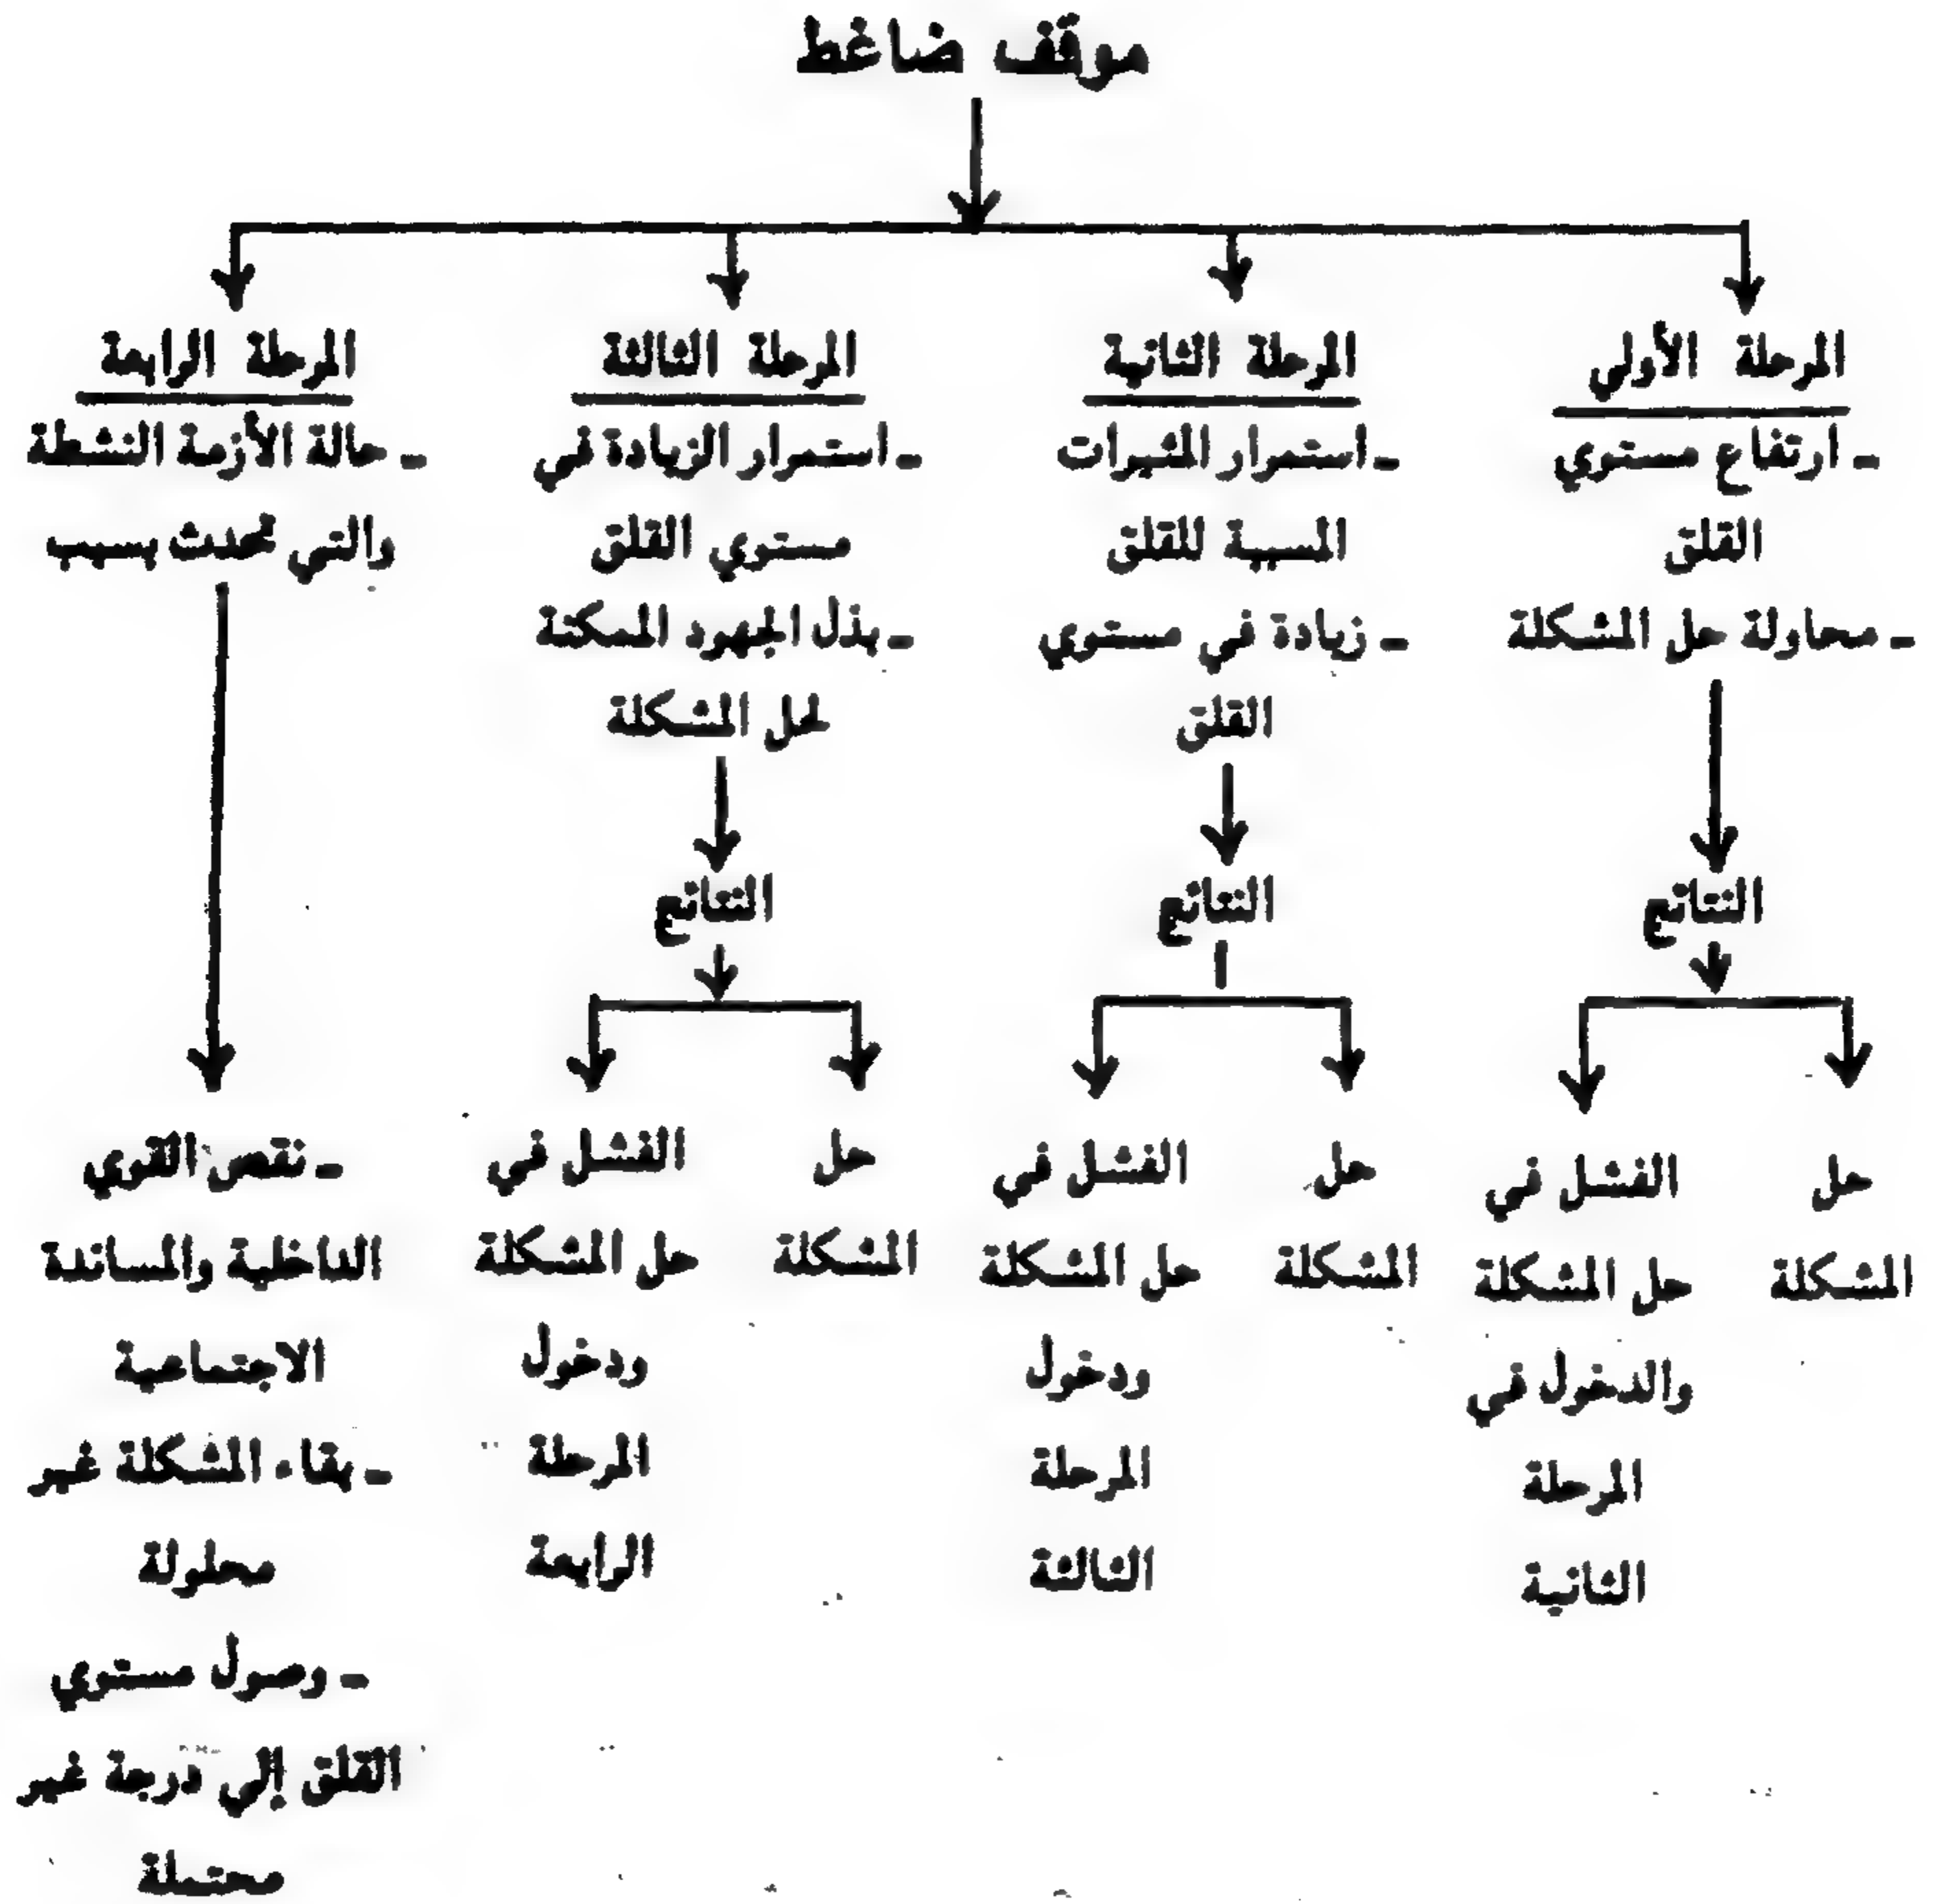 موقف ضاغط
المرحلة الأولي
ـ ارتفاع مستوي
القلق
ـ محاولة حل المشكلة
النتائج
حل
المشكلة
الفشل في
حل المشكلة
والدخول في
المرحلة
الثانية
المرحلة الثانية
ـ استمرار المثيرات
المسببة للقلق
ـ زيادة في مستوي
القلق
النتائج
حل
المشكلة
الفشل في
حل المشكلة
ودخول
المرحلة
الثالثة
المرحلة الثالثة
ـ استمرار الزيادة في
مستوي القلق
ـ بذل الجهود الممكنة
لحل المشكلة
النتائج
حل
المشكلة
الفشل في
حل المشكلة
ودخول
المرحلة
الرابعة
المرحلة الرابعة
ـ حالة الأزمة النشطة
والتي تحدث بسبب
ـ نقص القوي
الداخلية والمساندة
الاجتماعية
ـ بقاء المشكلة غير
محلولة
ـ وصول مستوي
القلق إلي درجة غير
محتملة